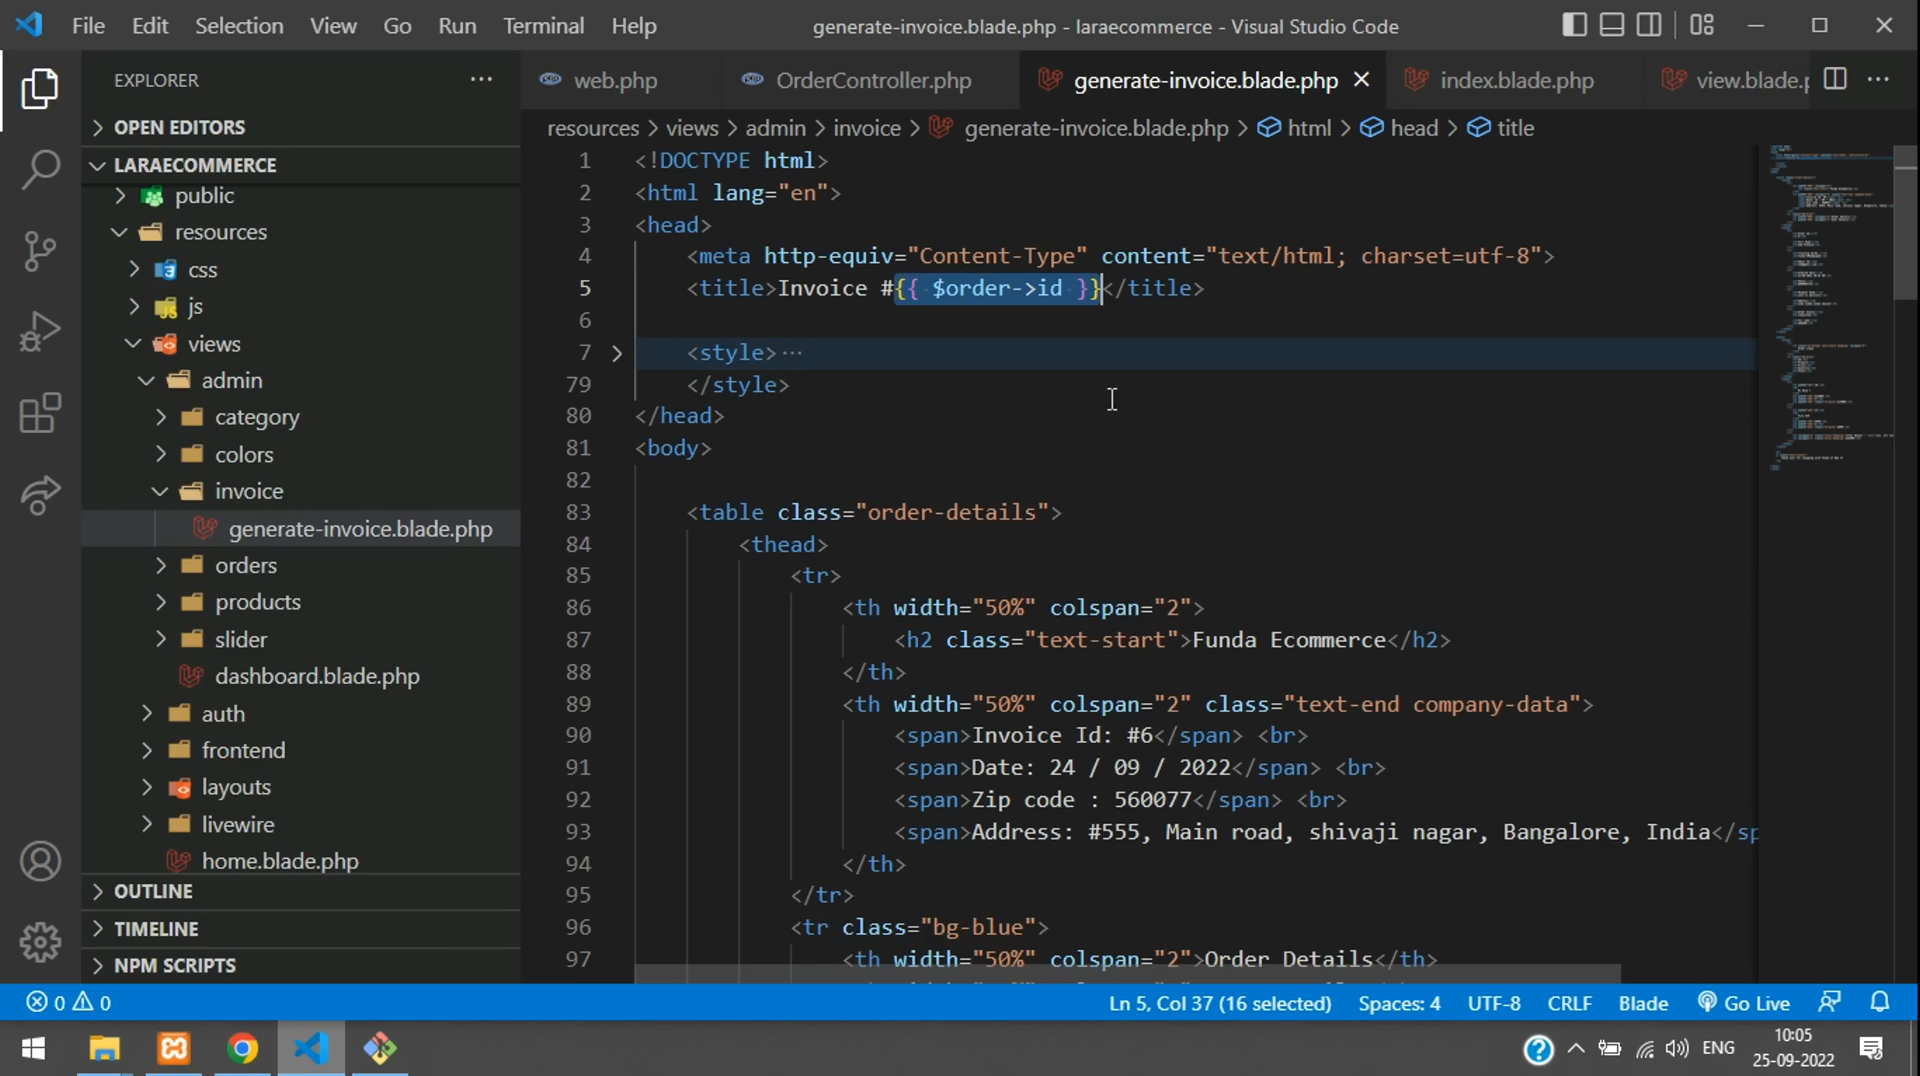 File Edit Selection View Go Run Terminal Help
generate-invoice.blade.php - laraecommerce - Visual Studio Code
EXPLORER
web.php
OrderController.php
generate-invoice.blade.php
index.blade.php
view.blade.p
resources > views > admin > invoice > generate-invoice.blade.php > html > head > title
OPEN EDITORS
LARAECOMMERCE
public
resources
css
js
views
admin
category
colors
invoice
generate-invoice.blade.php
orders
products
slider
dashboard.blade.php
auth
frontend
layouts
livewire
home.blade.php
OUTLINE
TIMELINE
NPM SCRIPTS
1 <!DOCTYPE html>
2 <html lang="en">
3 <head>
4 <meta http-equiv="Content-Type" content="text/html; charset=utf-8">
5 <title>Invoice #{{ $order->id }}</title>
6
7 <style> ...
79 </style>
80 </head>
81 <body>
82
83 <table class="order-details">
84 <thead>
85 <tr>
86 <th width="50%" colspan="2">
87 <h2 class="text-start">Funda Ecommerce</h2>
88 </th>
89 <th width="50%" colspan="2" class="text-end company-data">
90 <span>Invoice Id: #6</span> <br>
91 <span>Date: 24 / 09 / 2022</span> <br>
92 <span>Zip code : 560077</span> <br>
93 <span>Address: #555, Main road, shivaji nagar, Bangalore, India</sp
94 </th>
95 </tr>
96 <tr class="bg-blue">
97 <th width="50%" colspan="2">Order Details</th>
0 0
Ln 5, Col 37 (16 selected) Spaces: 4 UTF-8 CRLF Blade Go Live
ENG
10:05
25-09-2022